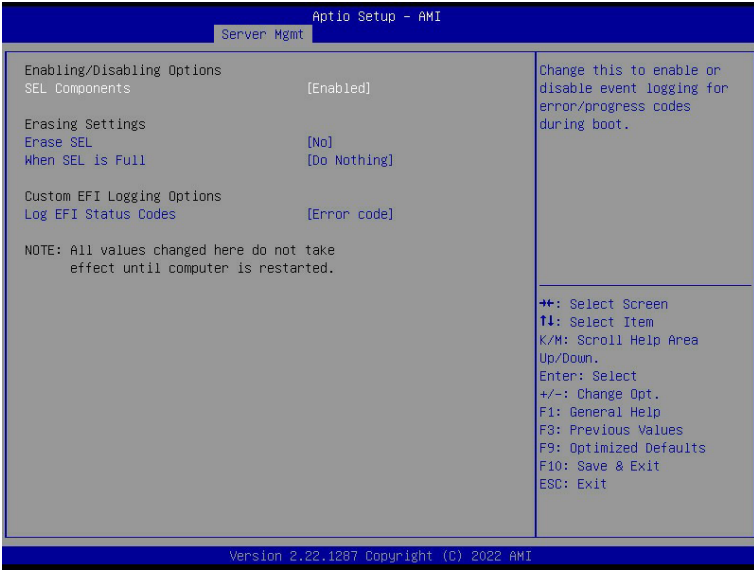 Aptio Setup – AMI
Server Mgmt
Enabling/Disabling Options
SEL Components [Enabled]
Erasing Settings
Erase SEL [No]
When SEL is Full [Do Nothing]
Custom EFI Logging Options
Log EFI Status Codes [Error code]
NOTE: All values changed here do not take
effect until computer is restarted.
Change this to enable or
disable event logging for
error/progress codes
during boot.
→←: Select Screen
↑↓: Select Item
K/M: Scroll Help Area
Up/Down.
Enter: Select
+/-: Change Opt.
F1: General Help
F3: Previous Values
F9: Optimized Defaults
F10: Save & Exit
ESC: Exit
Version 2.22.1287 Copyright (C) 2022 AMI